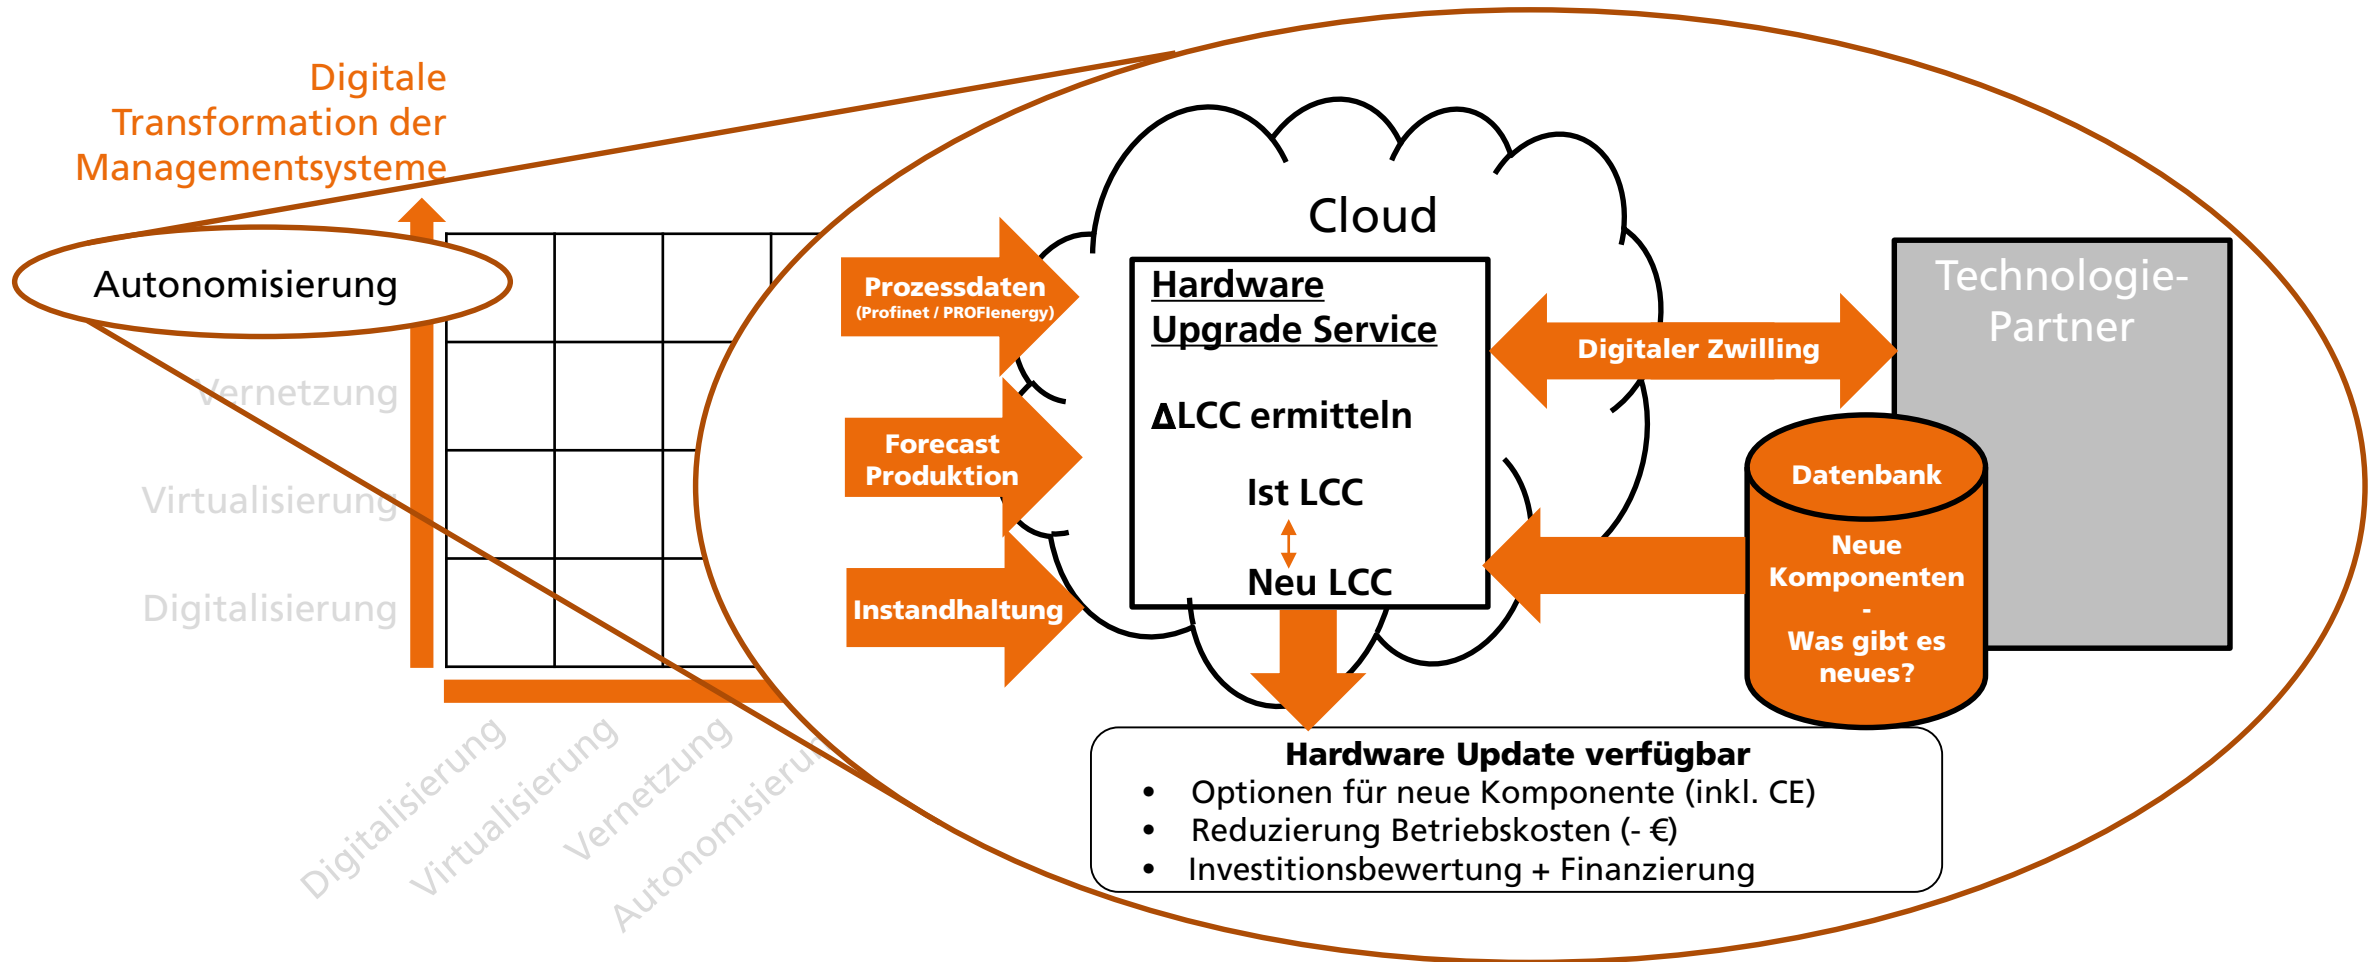 Digitale
Transformation der
Managementsysteme
Autonomisierung
Vernetzung
Virtualisierung
Digitalisierung
Digitalisierung
Virtualisierung
Vernetzung
Autonomisieru
Prozessdaten
(Profinet / PROFIenergy)
Forecast
Produktion
Instandhaltung
Cloud
Hardware
Upgrade Service
ΔLCC ermitteln
Ist LCC
Neu LCC
Digitaler Zwilling
Technologie-
Partner
Datenbank
Neue
Komponenten
-
Was gibt es
neues?
Hardware Update verfügbar
• Optionen für neue Komponente (inkl. CE)
• Reduzierung Betriebskosten (- €)
• Investitionsbewertung + Finanzierung